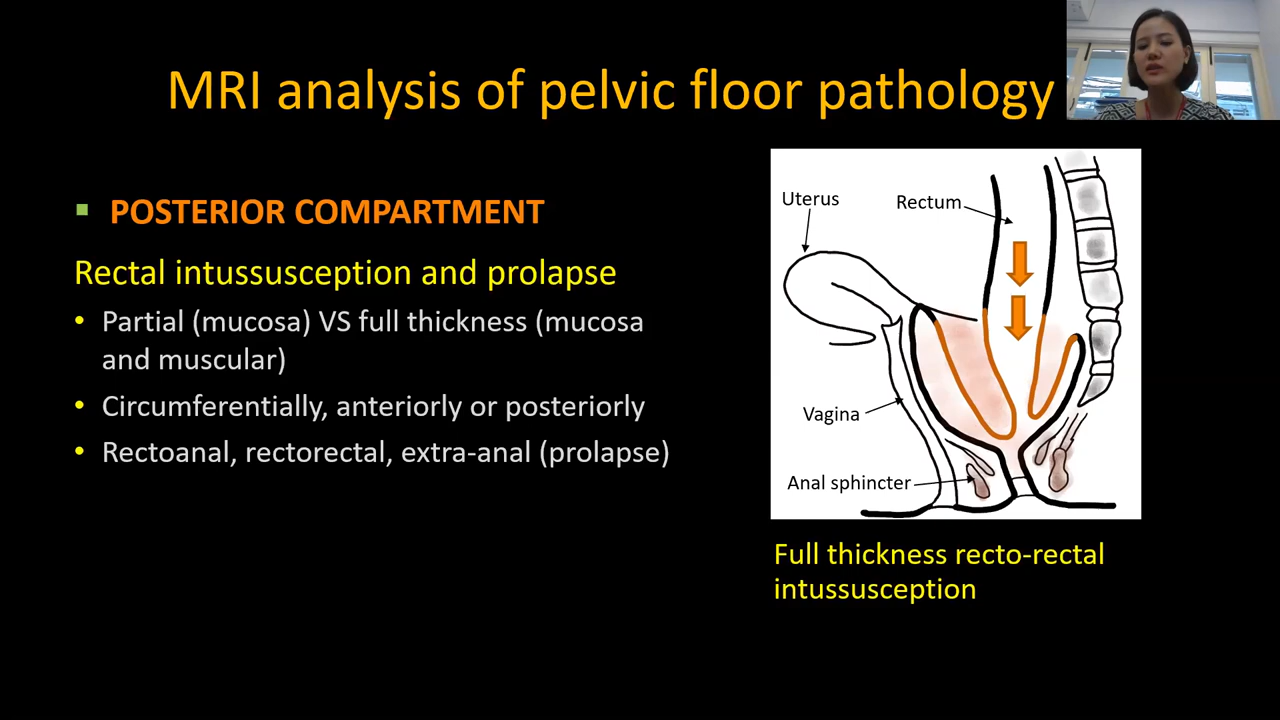 MRI analysis of pelvic floor pathology
▪ POSTERIOR COMPARTMENT
Rectal intussusception and prolapse
• Partial (mucosa) VS full thickness (mucosa
and muscular)
• Circumferentially, anteriorly or posteriorly
• Rectoanal, rectorectal, extra-anal (prolapse)
Uterus
Rectum
Vagina
Anal sphincter
Full thickness recto-rectal
intussusception